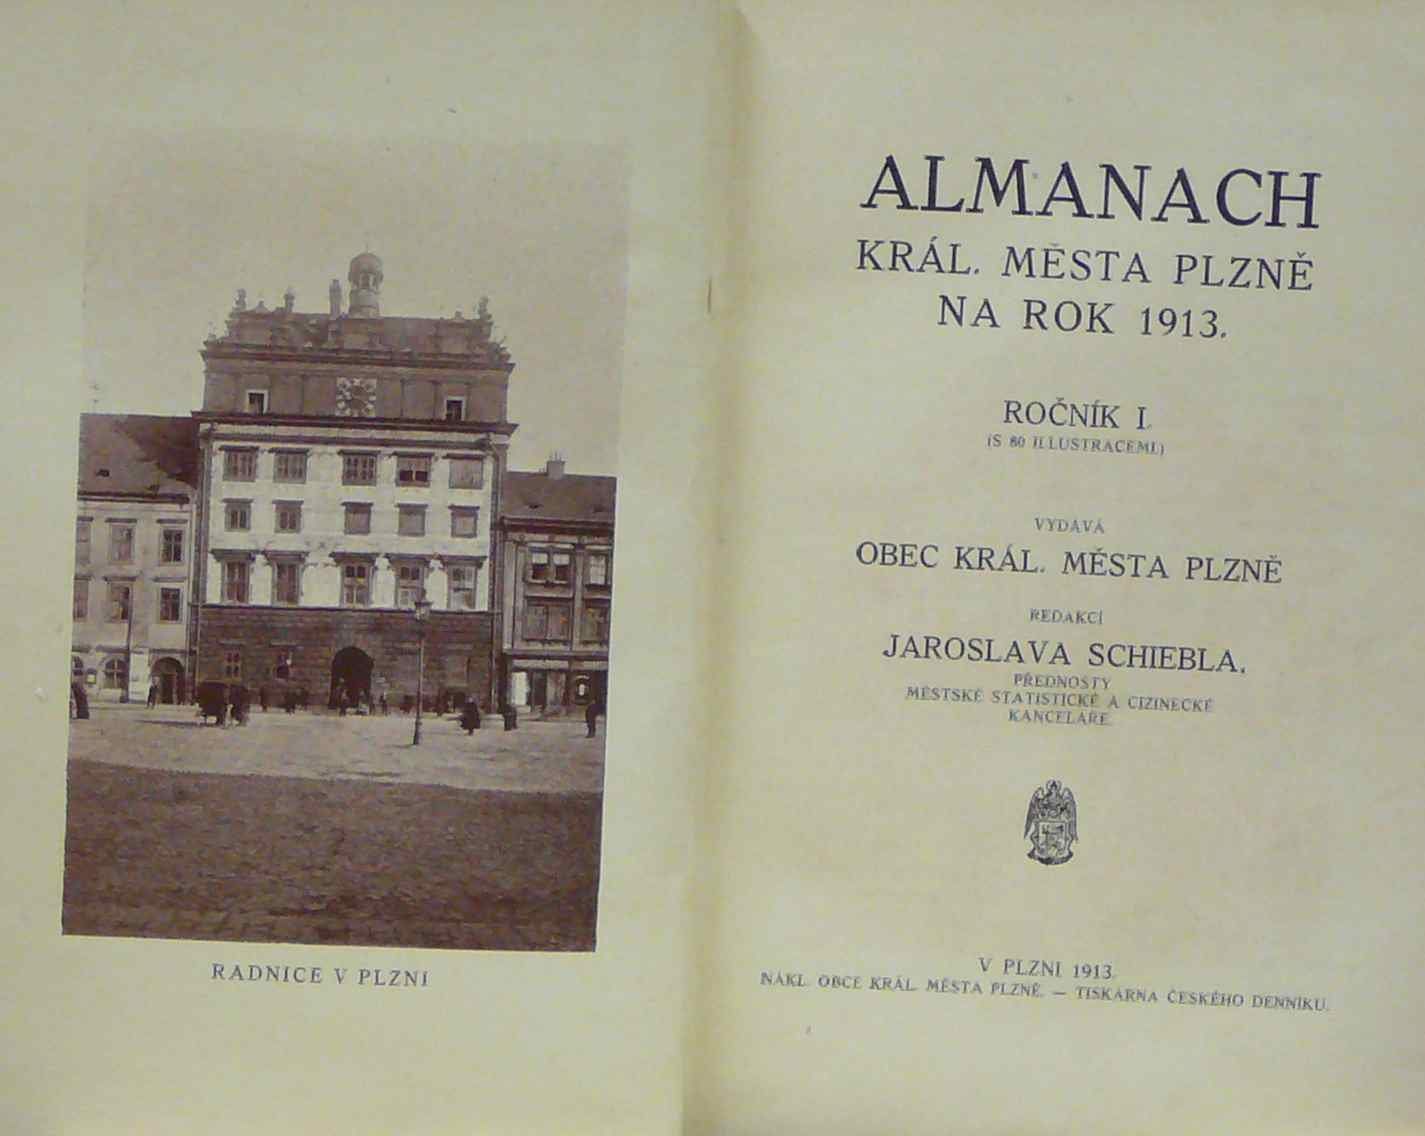 RADNICE V PLZNI
ALMANACH
KRÁL. MĚSTA PLZNĚ
NA ROK 1913.
ROČNÍK I.
(S 80 ILLUSTRACEMI.)
VYDÁVÁ
OBEC KRÁL. MĚSTA PLZNĚ
REDAKCÍ
JAROSLAVA SCHIEBLA,
PŘEDNOSTY
MĚSTSKÉ STATISTICKÉ A CIZINECKÉ
KANCELÁŘE.
V PLZNI 1913.
NÁKL. OBCE KRÁL. MĚSTA PLZNĚ. — TISKÁRNA ČESKÉHO DENNÍKU.